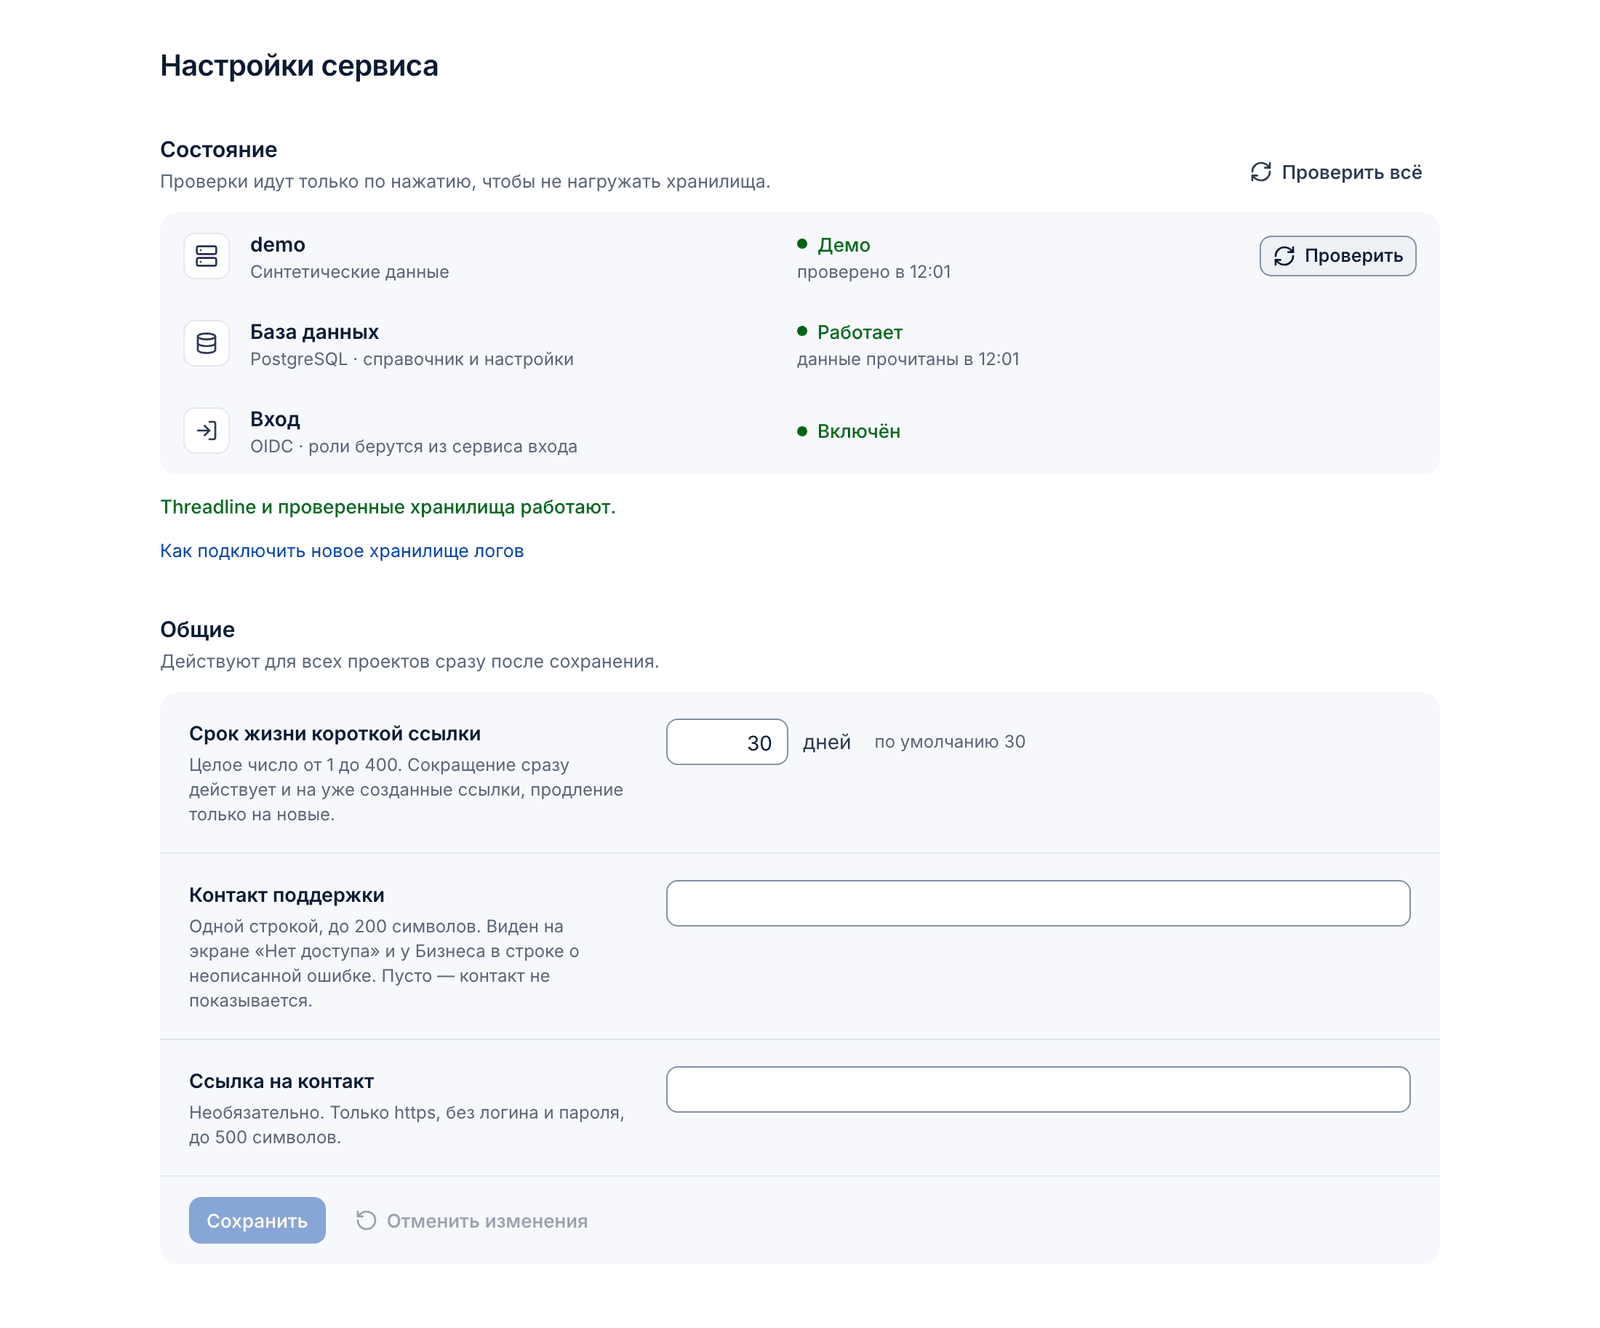 Настройки сервиса
Состояние
Проверки идут только по нажатию, чтобы не нагружать хранилища.
Проверить всё
demo
Синтетические данные
Демо
проверено в 12:01
Проверить
База данных
PostgreSQL · справочник и настройки
Работает
данные прочитаны в 12:01
Вход
OIDC · роли берутся из сервиса входа
Включён
Threadline и проверенные хранилища работают.
Как подключить новое хранилище логов
Общие
Действуют для всех проектов сразу после сохранения.
Срок жизни короткой ссылки
Целое число от 1 до 400. Сокращение сразу
действует и на уже созданные ссылки, продление
только на новые.
30 дней по умолчанию 30
Контакт поддержки
Одной строкой, до 200 символов. Виден на
экране «Нет доступа» и у Бизнеса в строке о
неописанной ошибке. Пусто — контакт не
показывается.
Ссылка на контакт
Необязательно. Только https, без логина и пароля,
до 500 символов.
Сохранить
Отменить изменения